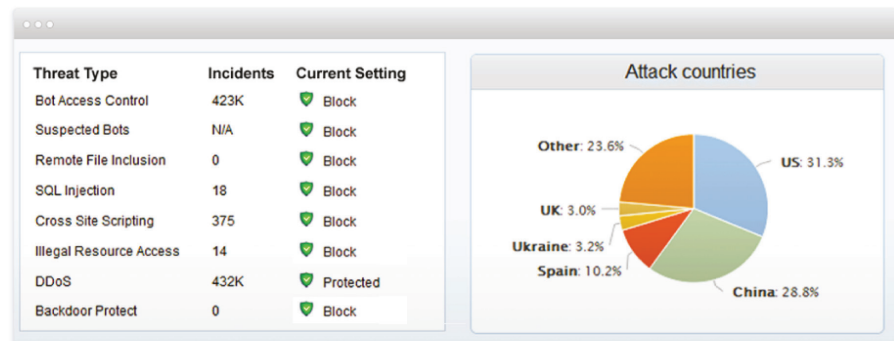 Threat Type Incidents Current Setting
Bot Access Control 423K Block
Suspected Bots N/A Block
Remote File Inclusion 0 Block
SQL Injection 18 Block
Cross Site Scripting 375 Block
Illegal Resource Access 14 Block
DDoS 432K Protected
Backdoor Protect 0 Block
Attack countries
Other: 23.6%
US: 31.3%
UK: 3.0%
Ukraine: 3.2%
Spain: 10.2%
China: 28.8%